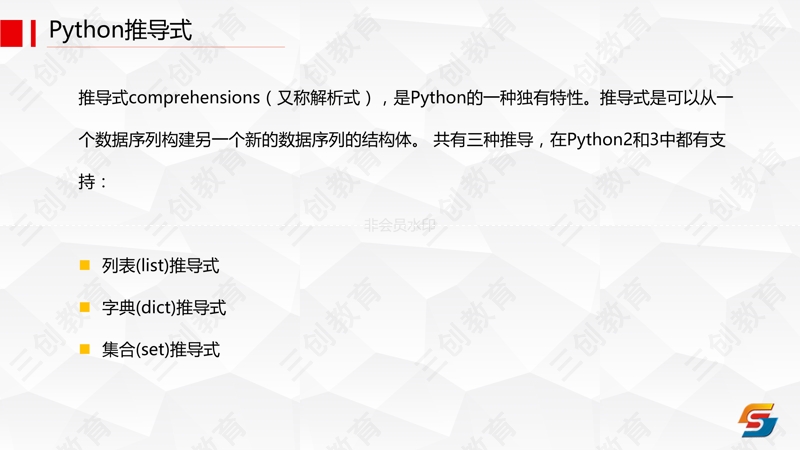 Python推导式
推导式comprehensions（又称解析式），是Python的一种独有特性。推导式是可以从一
个数据序列构建另一个新的数据序列的结构体。 共有三种推导，在Python2和3中都有支
持：
非会员水印
列表(list)推导式
字典(dict)推导式
集合(set)推导式
三创教育